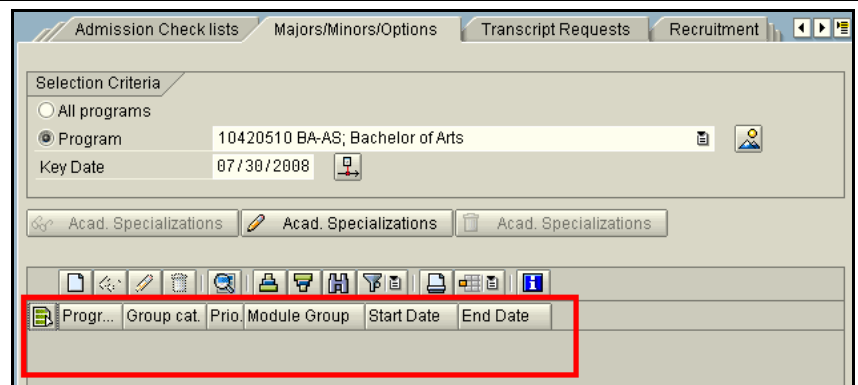 Admission Check lists Majors/Minors/Options Transcript Requests Recruitment
Selection Criteria
All programs
Program 10420510 BA-AS; Bachelor of Arts
Key Date 07/30/2008
Acad. Specializations Acad. Specializations Acad. Specializations
Progr... Group cat. Prio. Module Group Start Date End Date